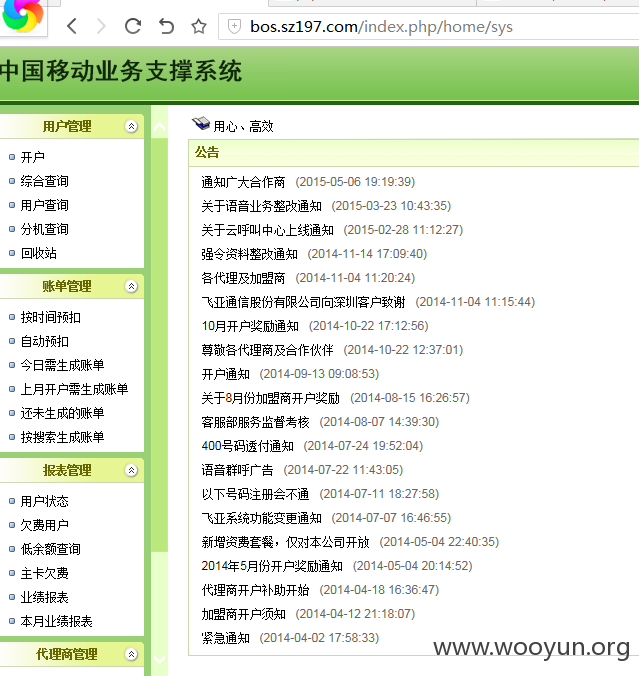 bos.sz197.com/index.php/home/sys
中国移动业务支撑系统
用户管理
开户
综合查询
用户查询
分机查询
回收站
账单管理
按时间预扣
自动预扣
今日需生成账单
上月开户需生成账单
还未生成的账单
按搜索生成账单
报表管理
用户状态
欠费用户
低余额查询
主卡欠费
业绩报表
本月业绩报表
代理商管理
用心、高效
公告
通知广大合作商 (2015-05-06 19:19:39)
关于语音业务整改通知 (2015-03-23 10:43:35)
关于云呼叫中心上线通知 (2015-02-28 11:12:27)
强令资料整改通知 (2014-11-14 17:09:40)
各代理及加盟商 (2014-11-04 11:20:24)
飞亚通信股份有限公司向深圳客户致谢 (2014-11-04 11:15:44)
10月开户奖励通知 (2014-10-22 17:12:56)
尊敬各代理商及合作伙伴 (2014-10-22 12:37:01)
开户通知 (2014-09-13 09:08:53)
关于8月份加盟商开户奖励 (2014-08-15 16:26:57)
客服部服务监督考核 (2014-08-07 14:39:30)
400号码透付通知 (2014-07-24 19:52:04)
语音群呼广告 (2014-07-22 11:43:05)
以下号码注册会不通 (2014-07-11 18:27:58)
飞亚系统功能变更通知 (2014-07-07 16:46:55)
新增资费套餐，仅对本公司开放 (2014-05-04 22:40:35)
2014年5月份开户奖励通知 (2014-05-04 20:14:52)
代理商开户补助开始 (2014-04-18 16:36:47)
加盟商开户须知 (2014-04-12 21:18:07)
紧急通知 (2014-04-02 17:58:33)
www.wooyun.org